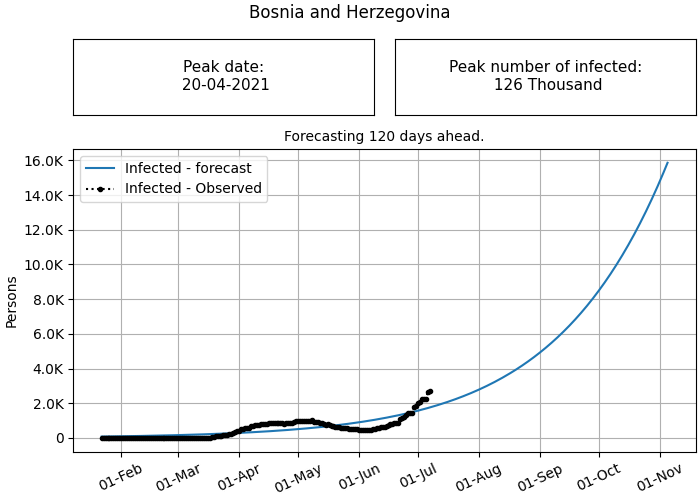 Bosnia and Herzegovina
Peak date:
20-04-2021
Peak number of infected:
126 Thousand
Forecasting 120 days ahead.
Infected - forecast
Infected - Observed
16.0K
14.0K
12.0K
10.0K
8.0K
6.0K
4.0K
2.0K
0
Persons
01-Feb
01-Mar
01-Apr
01-May
01-Jun
01-Jul
01-Aug
01-Sep
01-Oct
01-Nov